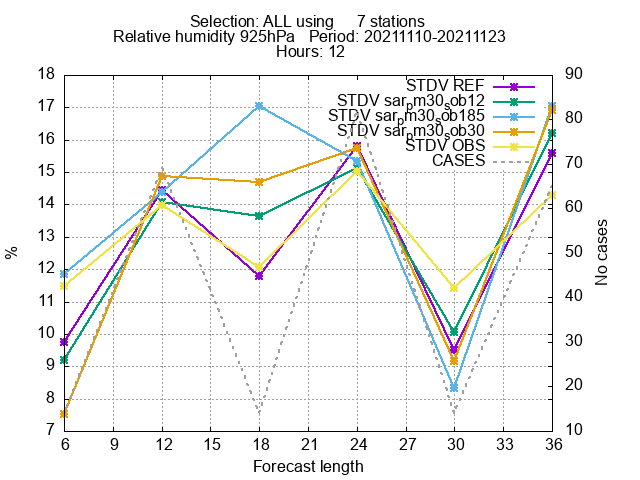 Selection: ALL using 7 stations
Relative humidity 925hPa Period: 20211110-20211123
Hours: 12
18
17
16
15
14
13
12
11
10
9
8
7
%
90
80
70
60
50
40
30
20
10
No cases
STDV REF
STDV sarpm30sob12
STDV sarpm30sob185
STDV sarpm30sob30
STDV OBS
CASES
6 9 12 15 18 21 24 27 30 33 36
Forecast length